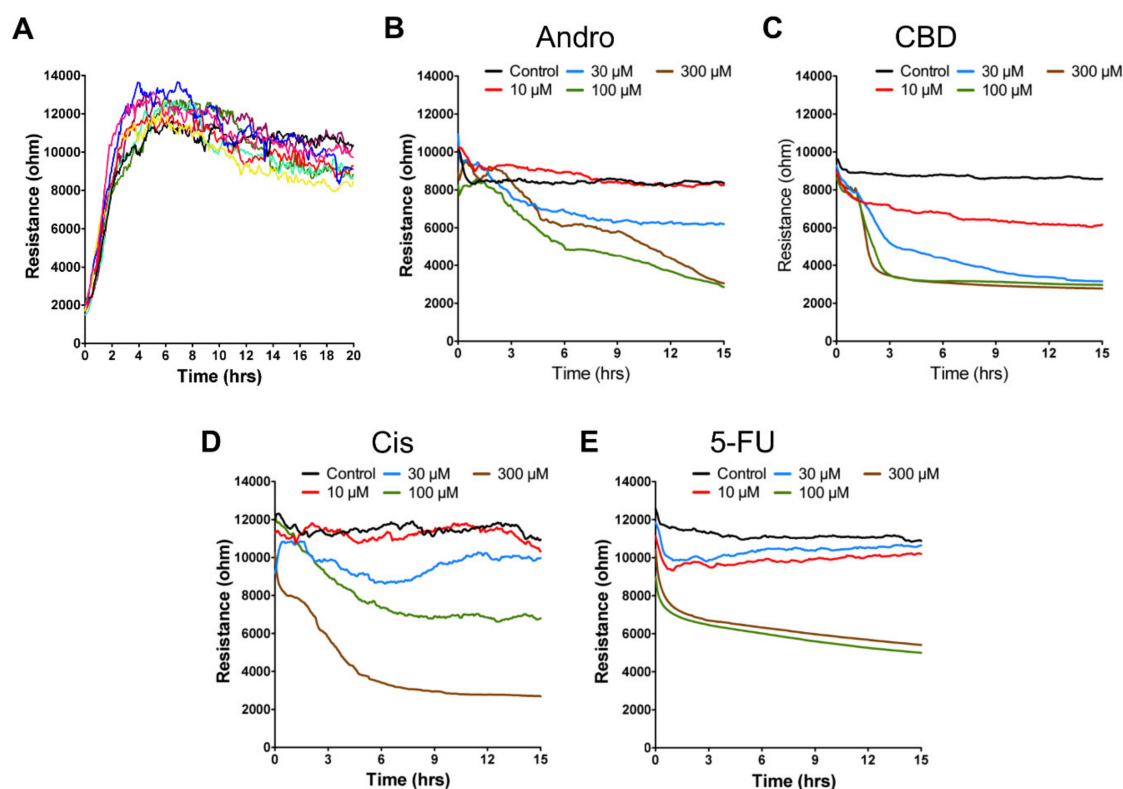 A
Resistance (ohm)
14000
12000
10000
8000
6000
4000
2000
0
0 2 4 6 8 10 12 14 16 18 20
Time (hrs)
B
Andro
Control 30 µM 300 µM
10 µM 100 µM
Resistance (ohm)
14000
12000
10000
8000
6000
4000
2000
0
0 3 6 9 12 15
Time (hrs)
C
CBD
Control 30 µM 300 µM
10 µM 100 µM
Resistance (ohm)
14000
12000
10000
8000
6000
4000
2000
0
0 3 6 9 12 15
Time (hrs)
D
Cis
Control 30 µM 300 µM
10 µM 100 µM
Resistance (ohm)
14000
12000
10000
8000
6000
4000
2000
0
0 3 6 9 12 15
Time (hrs)
E
5-FU
Control 30 µM 300 µM
10 µM 100 µM
Resistance (ohm)
14000
12000
10000
8000
6000
4000
2000
0
0 3 6 9 12 15
Time (hrs)